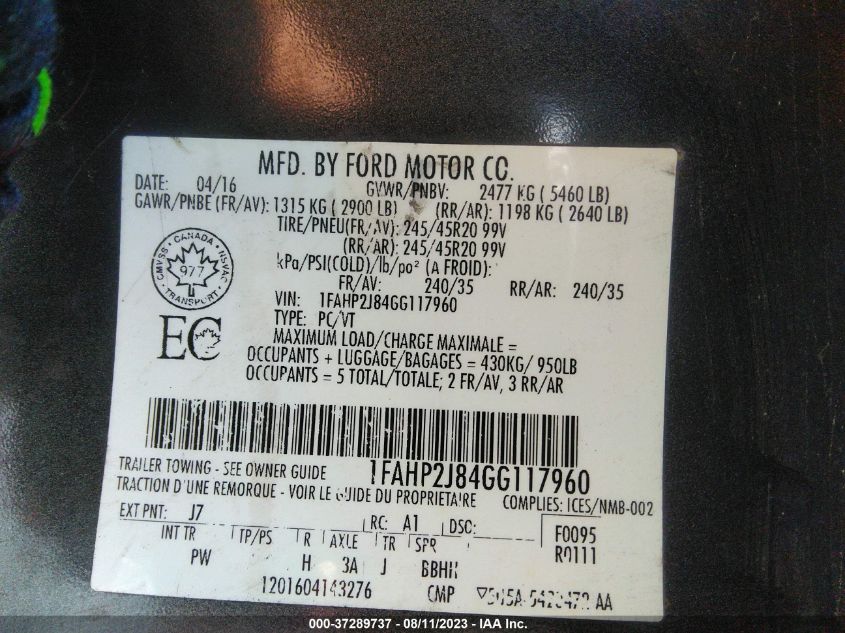 MFD. BY FORD MOTOR CO.
DATE: 04/16 GVWR/PNBV: 2477 KG ( 5460 LB)
GAWR/PNBE (FR/AV): 1315 KG ( 2900 LB) (RR/AR): 1198 KG ( 2640 LB)
TIRE/PNEU(FR/AV): 245/45R20 99V
(RR/AR): 245/45R20 99V
kPa/PSI(COLD)/lb/po² (A FROID):
FR/AV: 240/35 RR/AR: 240/35
CMVSS - CANADA - NSVAC
977
TRANSPORT
VIN: 1FAHP2J84GG117960
TYPE: PC/VT
EC
MAXIMUM LOAD/CHARGE MAXIMALE =
OCCUPANTS + LUGGAGE/BAGAGES = 430KG/ 950LB
OCCUPANTS = 5 TOTAL/TOTALE; 2 FR/AV, 3 RR/AR
TRAILER TOWING - SEE OWNER GUIDE 1FAHP2J84GG117960
TRACTION D'UNE REMORQUE - VOIR LE GUIDE DU PROPRIETAIRE COMPLIES: ICES/NMB-002
EXT PNT: J7 RC: A1 DSO: F0095
INT TR TP/PS R AXLE TR SPR R0111
PW H 3A J BBHH
1201604143276 CMP
000-37289737 - 08/11/2023 - IAA Inc.